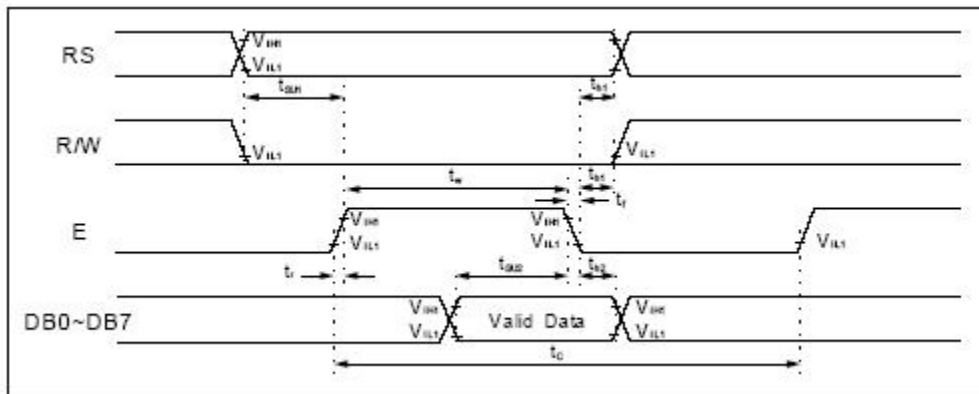 RS
VIH1
VIL1
tSU1
th1
R/W
VIL1
VIL1
tw
th1
tf
E
VIH1
VIL1
VIH1
VIL1
VIL1
tr
tSU2
th2
DB0~DB7
VIH1
VIL1
Valid Data
VIH1
VIL1
tC